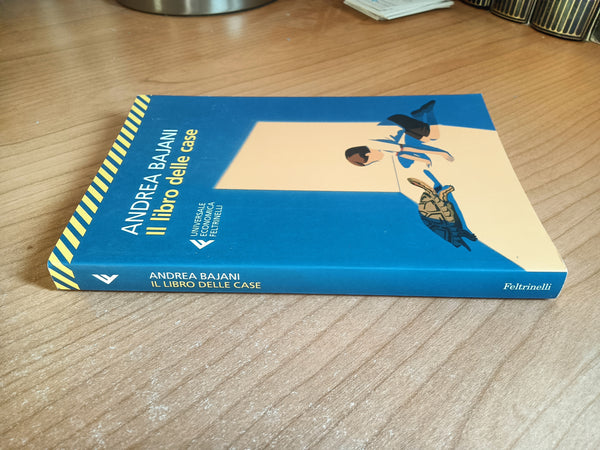 ANDREA BAJANI
Il libro delle case
UNIVERSALE
ECONOMICA
FELTRINELLI
ANDREA BAJANI
IL LIBRO DELLE CASE
Feltrinelli